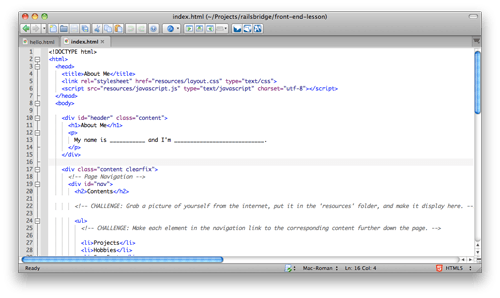 index.html (~/Projects/railsbridge/front-end-lesson)
hello.html index.html
1 <!DOCTYPE html>
2 <html>
3 <head>
4 <title>About Me</title>
5 <link rel="stylesheet" href="resources/layout.css" type="text/css">
6 <script src="resources/javascript.js" type="text/javascript" charset="utf-8"></script>
7 </head>
8 <body>
9
10 <div id="header" class="content">
11 <h1>About Me</h1>
12 <p>
13 My name is ___________ and I'm ____________________________.
14 </p>
15 </div>
16
17 <div class="content clearfix">
18 <!-- Page Navigation -->
19 <div id="nav">
20 <h2>Contents</h2>
21
22 <!-- CHALLENGE: Grab a picture of yourself from the internet, put it in the 'resources' folder, and make it display here. --
23
24 <ul>
25 <!-- CHALLENGE: Make each element in the navigation link to the corresponding content further down the page. -->
26
27 <li>Projects</li>
28 <li>Hobbies</li>
Ready Mac-Roman Ln: 16 Col: 4 HTML5